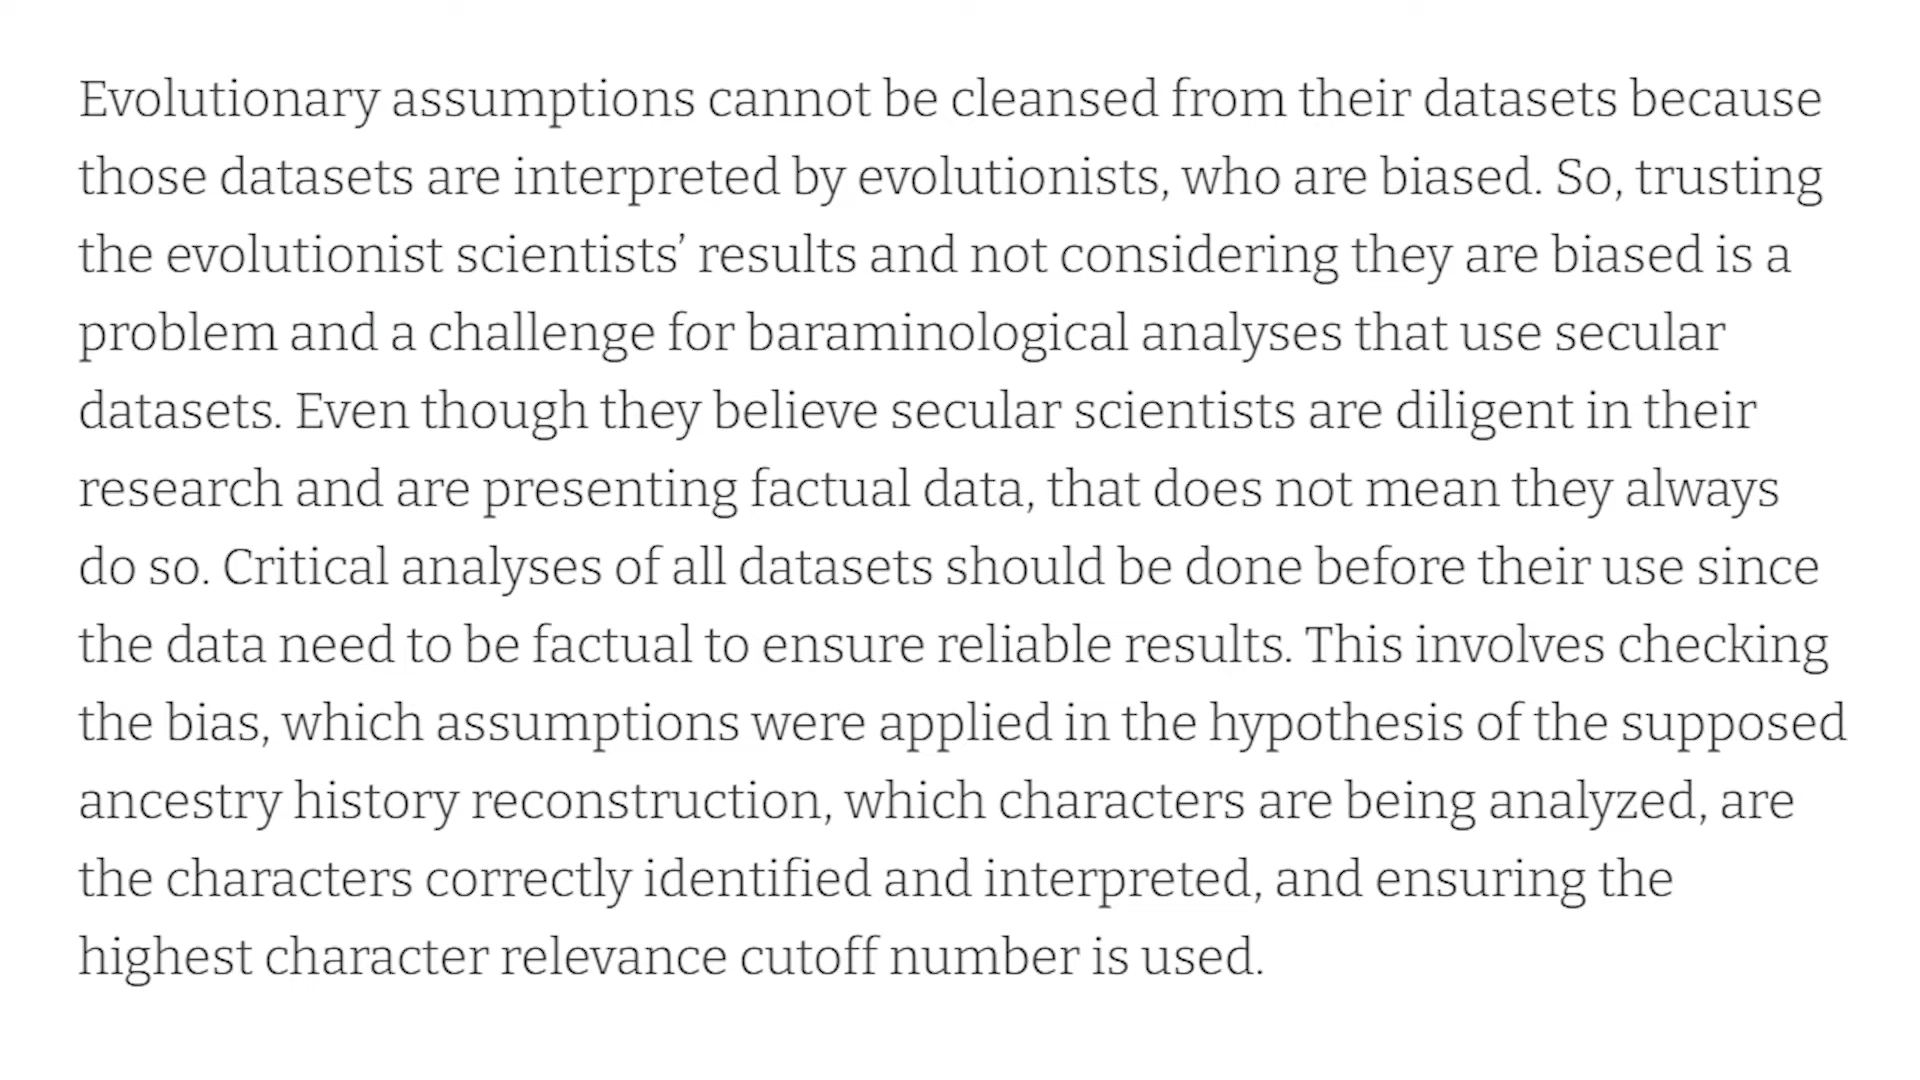 Evolutionary assumptions cannot be cleansed from their datasets because
those datasets are interpreted by evolutionists, who are biased. So, trusting
the evolutionist scientists’ results and not considering they are biased is a
problem and a challenge for baraminological analyses that use secular
datasets. Even though they believe secular scientists are diligent in their
research and are presenting factual data, that does not mean they always
do so. Critical analyses of all datasets should be done before their use since
the data need to be factual to ensure reliable results. This involves checking
the bias, which assumptions were applied in the hypothesis of the supposed
ancestry history reconstruction, which characters are being analyzed, are
the characters correctly identified and interpreted, and ensuring the
highest character relevance cutoff number is used.